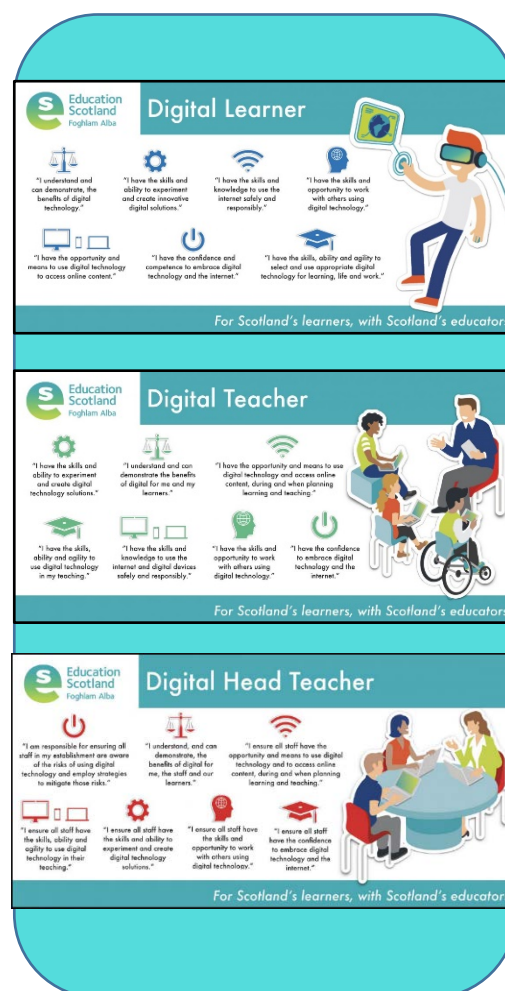 Education
Scotland
Foghlam Alba
Digital Learner
"I understand and
can demonstrate, the
benefits of digital
technology."
"I have the skills and
ability to experiment
and create innovative
digital solutions."
"I have the skills and
knowledge to use the
internet safely and
responsibly."
"I have the skills and
opportunity to work
with others using
digital technology."
"I have the opportunity and
means to use digital technology
to access online content."
"I have the confidence and
competence to embrace digital
technology and the internet."
"I have the skills, ability and agility to
select and use appropriate digital
technology for learning, life and work."
For Scotland's learners, with Scotland's educators
Education
Scotland
Foghlam Alba
Digital Teacher
"I have the skills and
ability to experiment
and create digital
technology solutions."
"I understand and can
demonstrate the benefits
of digital for me and my
learners."
"I have the opportunity and means to use
digital technology and access online
content, during and when planning
learning and teaching."
"I have the skills,
ability and agility to
use digital technology
in my teaching."
"I have the skills and
knowledge to use the
internet and digital devices
safely and responsibly."
"I have the skills and
opportunity to work
with others using
digital technology."
"I have the confidence
to embrace digital
technology and the
internet."
For Scotland's learners, with Scotland's educators
Education
Scotland
Foghlam Alba
Digital Head Teacher
"I am responsible for ensuring all
staff in my establishment are aware
of the risks of using digital
technology and employ strategies
to mitigate those risks."
"I understand, and can
demonstrate, the
benefits of digital for
me, the staff and our
learners."
"I ensure all staff have the
opportunity and means to use digital
technology and to access online
content, during and when planning
learning and teaching."
"I ensure all staff have
the skills, ability and
agility to use digital
technology in their
teaching."
"I ensure all staff have
the skills and ability to
experiment and create
digital technology
solutions."
"I ensure all staff have
the skills and
opportunity to work
with others using
digital technology."
"I ensure all staff
have the confidence
to embrace digital
technology and the
internet."
For Scotland's learners, with Scotland's educators